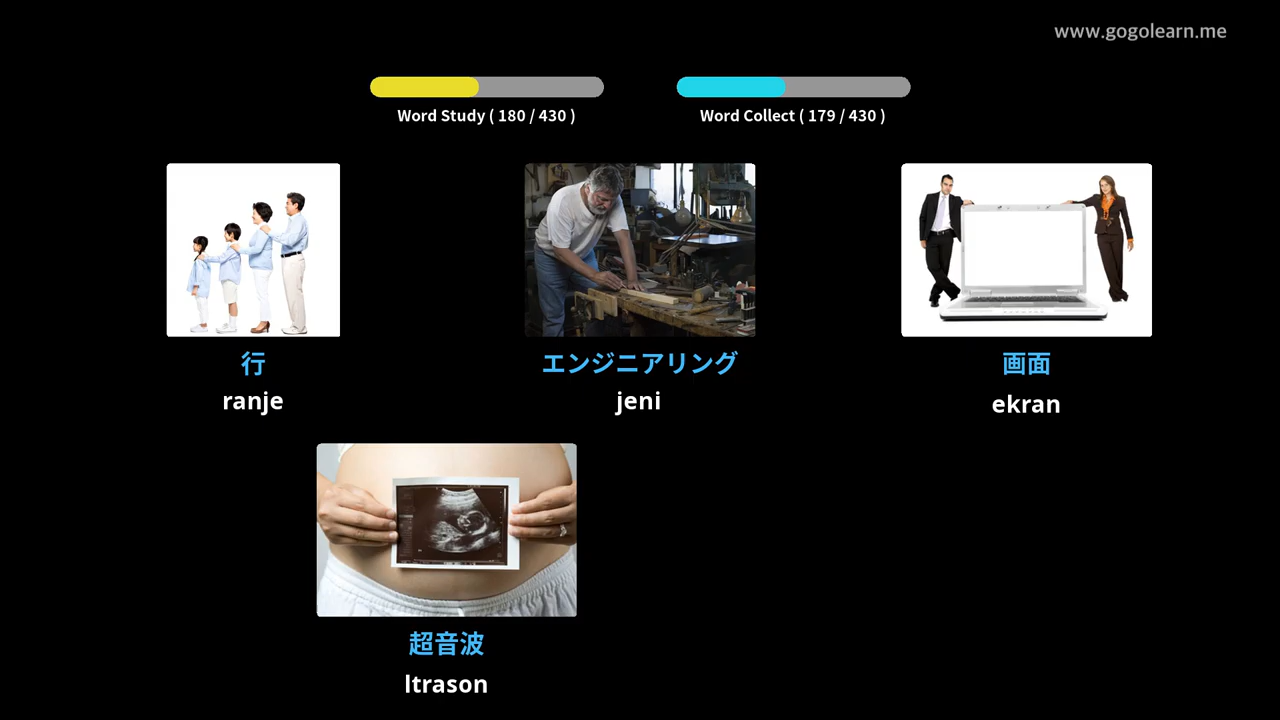 www.gogolearn.me
Word Study ( 180 / 430 )
Word Collect ( 179 / 430 )
行
ranje
エンジニアリング
jeni
画面
ekran
超音波
ltrason